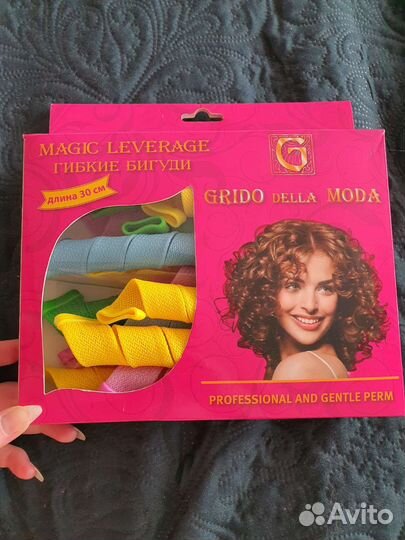 MAGIC LEVERAGE
ГИБКИЕ БИГУДИ
длина 30 см
G
GRIDO DELLA MODA
PROFESSIONAL AND GENTLE PERM
Avito